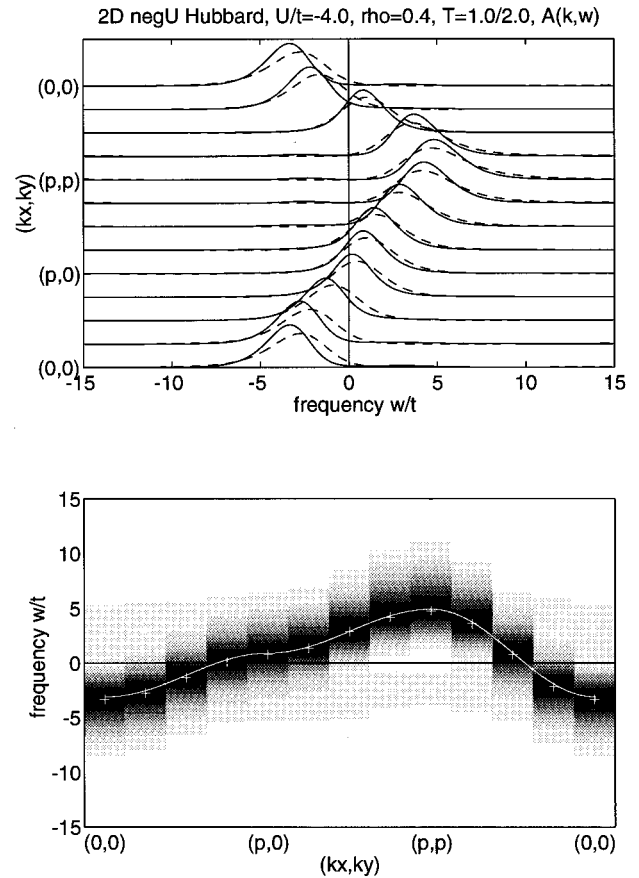 2D negU Hubbard, U/t=-4.0, rho=0.4, T=1.0/2.0, A(k,w)
(0,0)
(p,p)
(p,0)
(0,0)
(kx,ky)
-15 -10 -5 0 5 10 15
frequency w/t
15
10
5
0
-5
-10
-15
frequency w/t
(0,0) (p,0) (p,p) (0,0)
(kx,ky)